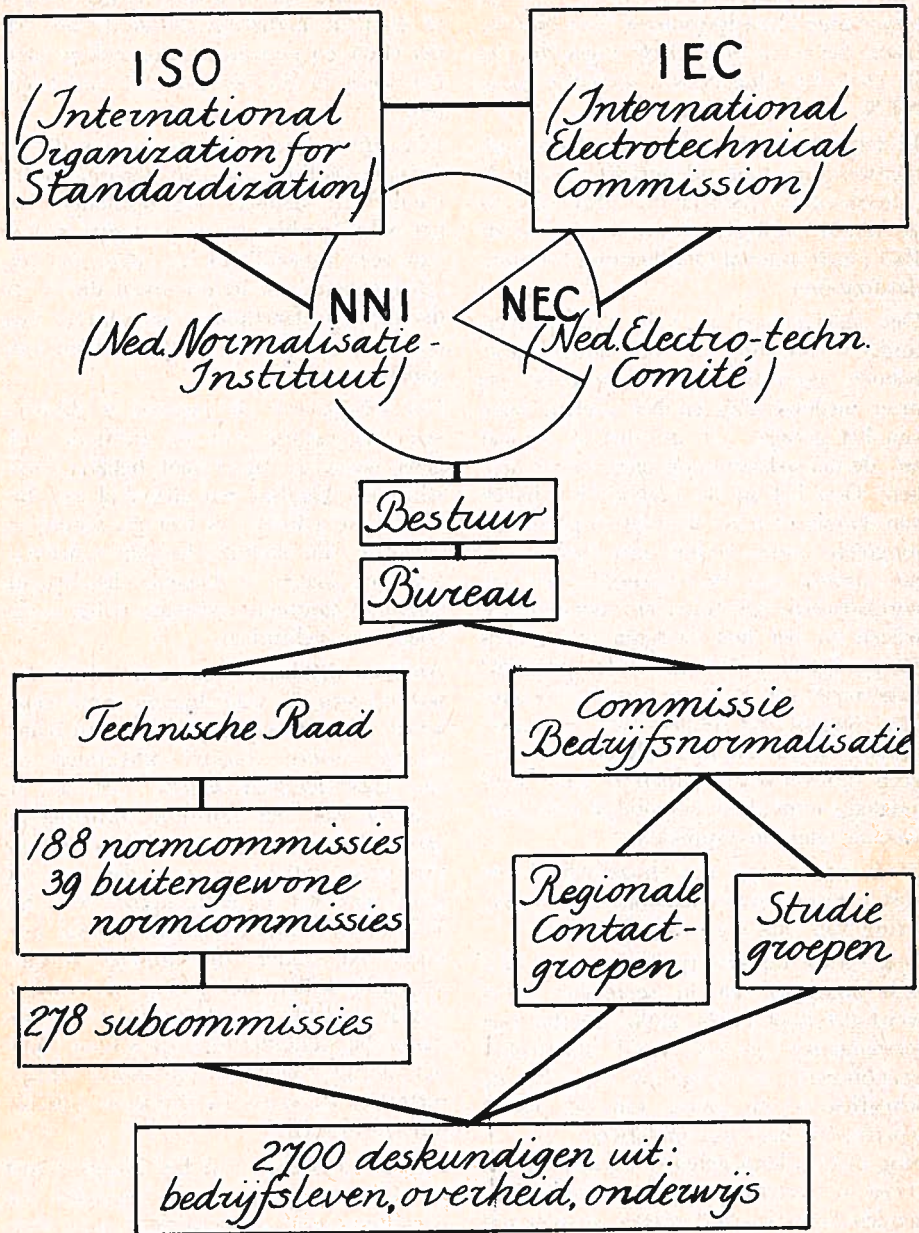 ISO
(International
Organization for
Standardization)
IEC
(International
Electrotechnical
Commission)
NNI
(Ned. Normalisatie-
Instituut)
NEC
(Ned. Electro-techn.
Comité)
Bestuur
Bureau
Technische Raad
Commissie
Bedrijfsnormalisatie
188 normcommissies
39 buitengewone
normcommissies
Regionale
Contact-
groepen
Studie
groepen
278 subcommissies
2700 deskundigen uit:
bedrijfsleven, overheid, onderwijs